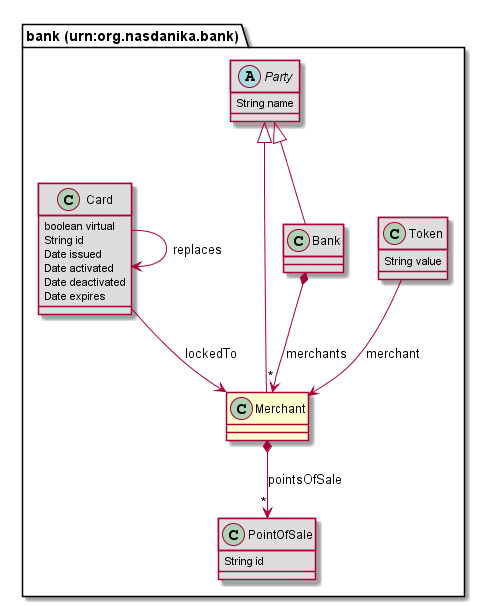 bank (urn:org.nasdanika.bank)
A Party
String name
C Card
boolean virtual
String id
Date issued
Date activated
Date deactivated
Date expires
replaces
C Bank
C Token
String value
lockedTo
merchants
merchant
*
C Merchant
pointsOfSale
*
C PointOfSale
String id